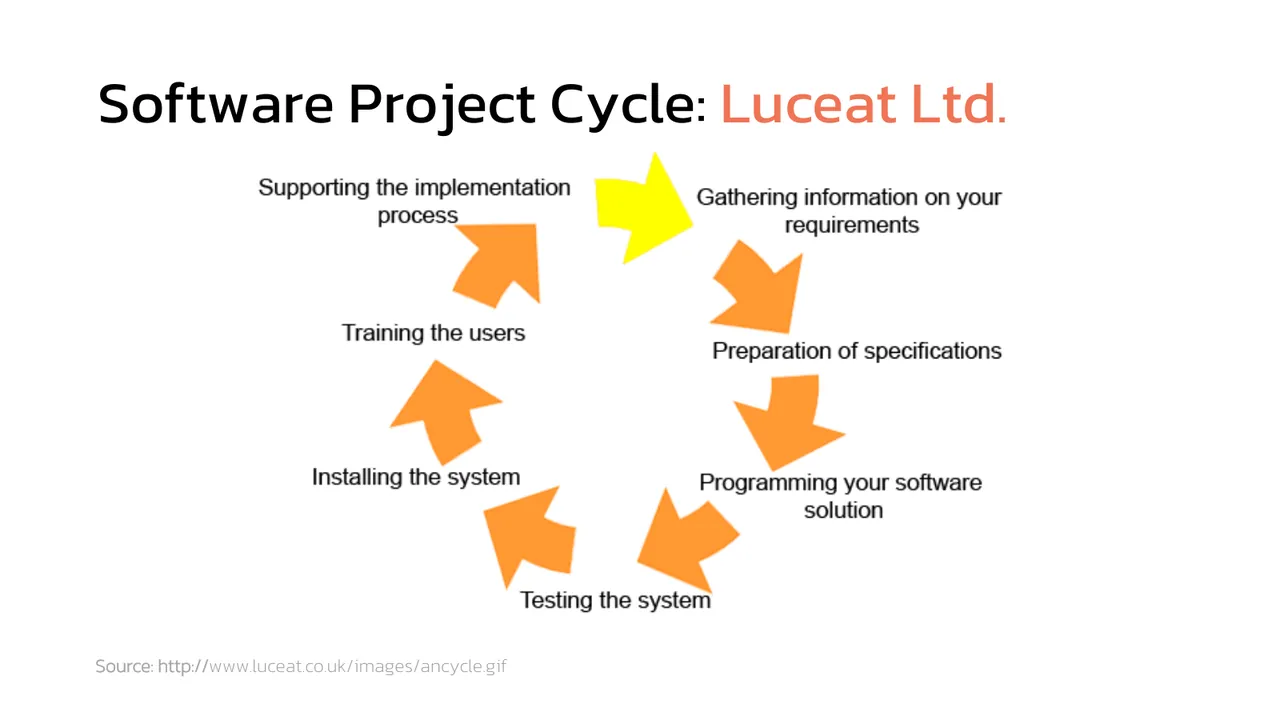 Software Project Cycle: Luceat Ltd.
Supporting the implementation
process
Gathering information on your
requirements
Training the users
Preparation of specifications
Installing the system
Programming your software
solution
Testing the system
Source: http://www.luceat.co.uk/images/ancycle.gif